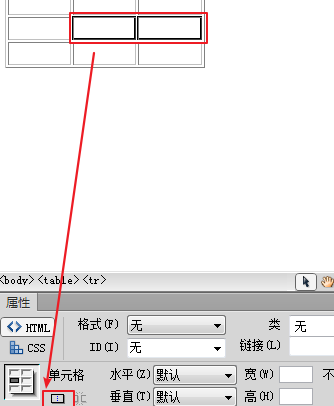 <body> <table> <tr>
属性
<> HTML 格式(F) 无 类 无
CSS ID(I) 无 链接(L)
单元格 水平(Z) 默认 宽(W) 不
垂直(T) 默认 高(H)